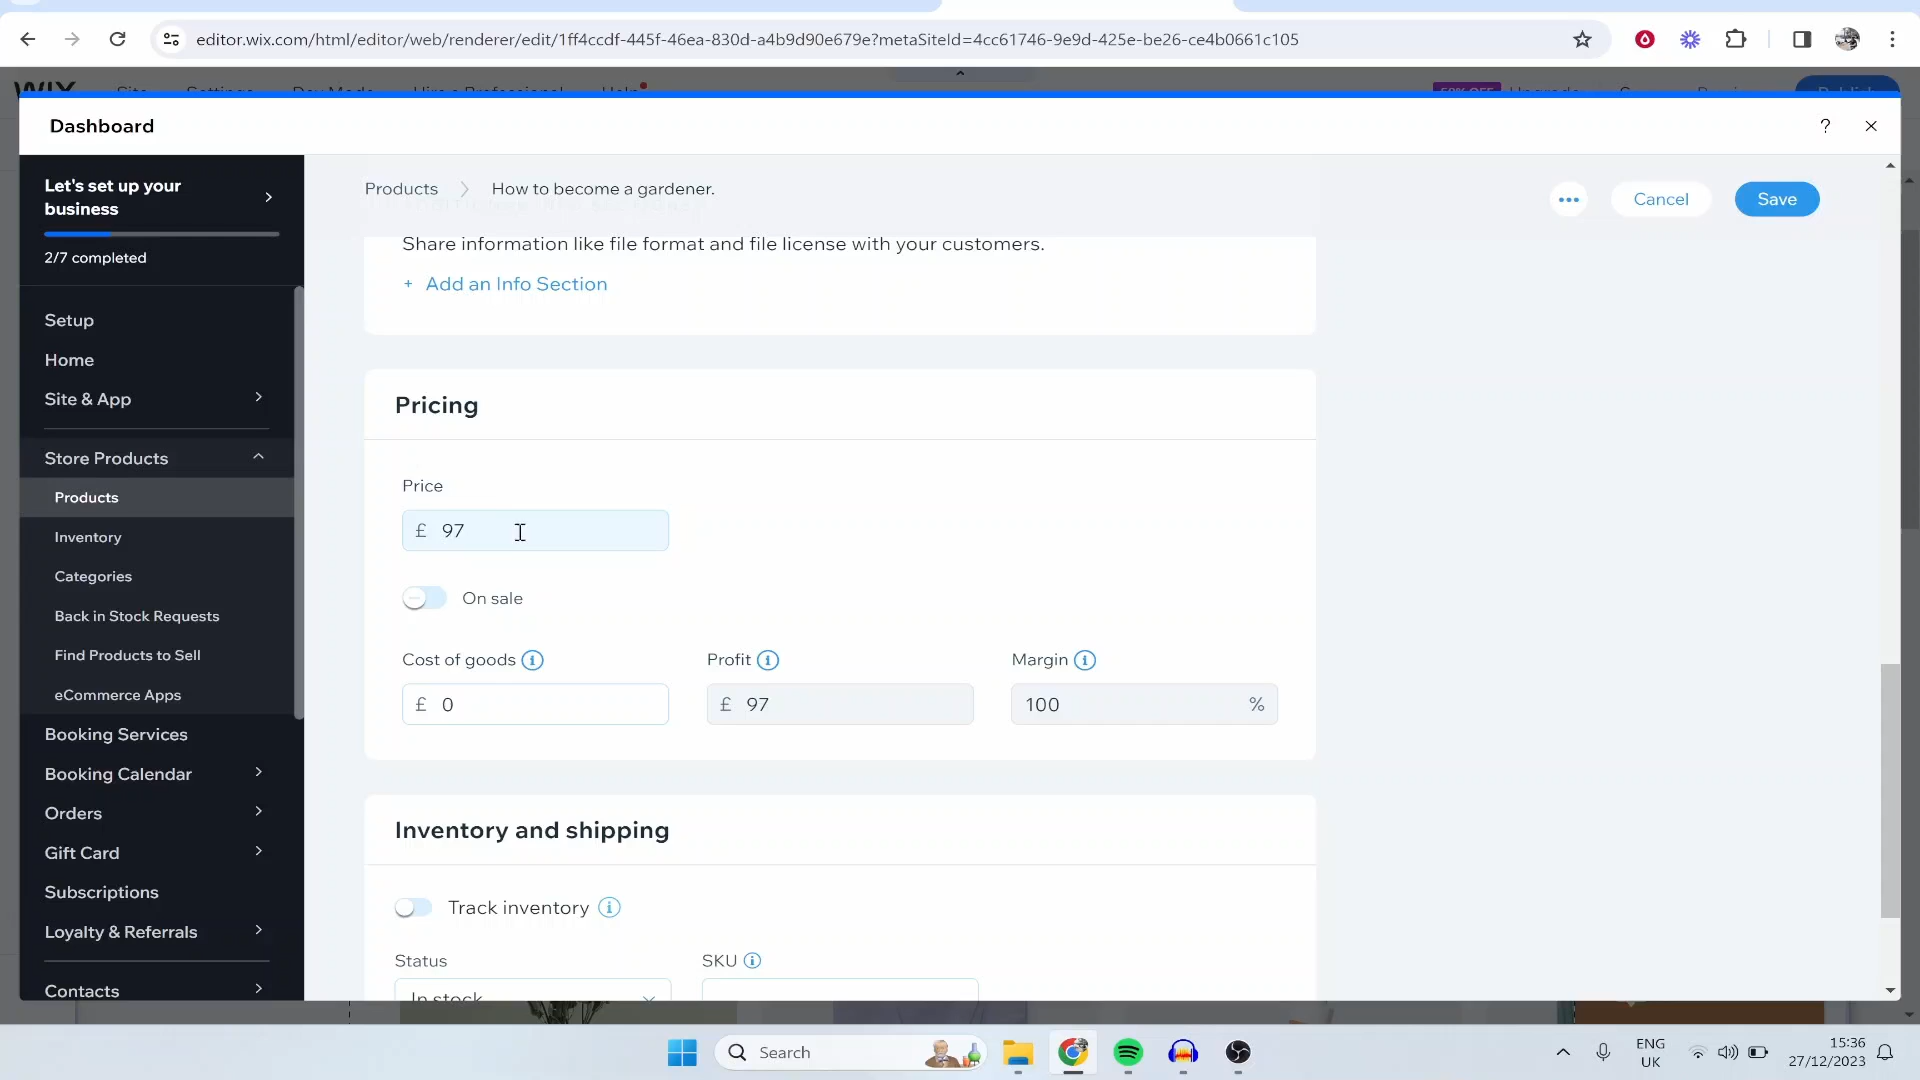 editor.wix.com/html/editor/web/renderer/edit/1ff4ccdf-445f-46ea-830d-a4b9d90e679e?metaSiteId=4cc61746-9e9d-425e-be26-ce4b0661c105
Dashboard
?
Let's set up your
business
2/7 completed
Setup
Home
Site & App
Store Products
Products
Inventory
Categories
Back in Stock Requests
Find Products to Sell
eCommerce Apps
Booking Services
Booking Calendar
Orders
Gift Card
Subscriptions
Loyalty & Referrals
Contacts
Products > How to become a gardener.
Cancel
Save
Share information like file format and file license with your customers.
+ Add an Info Section
Pricing
Price
£ 97
On sale
Cost of goods
Profit
Margin
£ 0
£ 97
100 %
Inventory and shipping
Track inventory
Status
SKU
In stock
Search
ENG
UK
15:36
27/12/2023